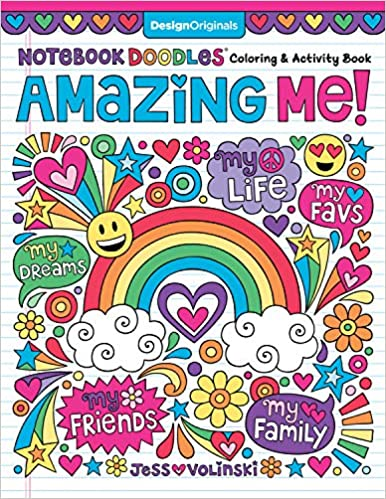 DesignOriginals
NOTEBOOK DOODLES® Coloring & Activity Book
AMAZING ME!
my
LiFE
my
FAVS
my
DREAMS
my
FRiENDS
my
FAMiLY
JESS VOLiNSKi